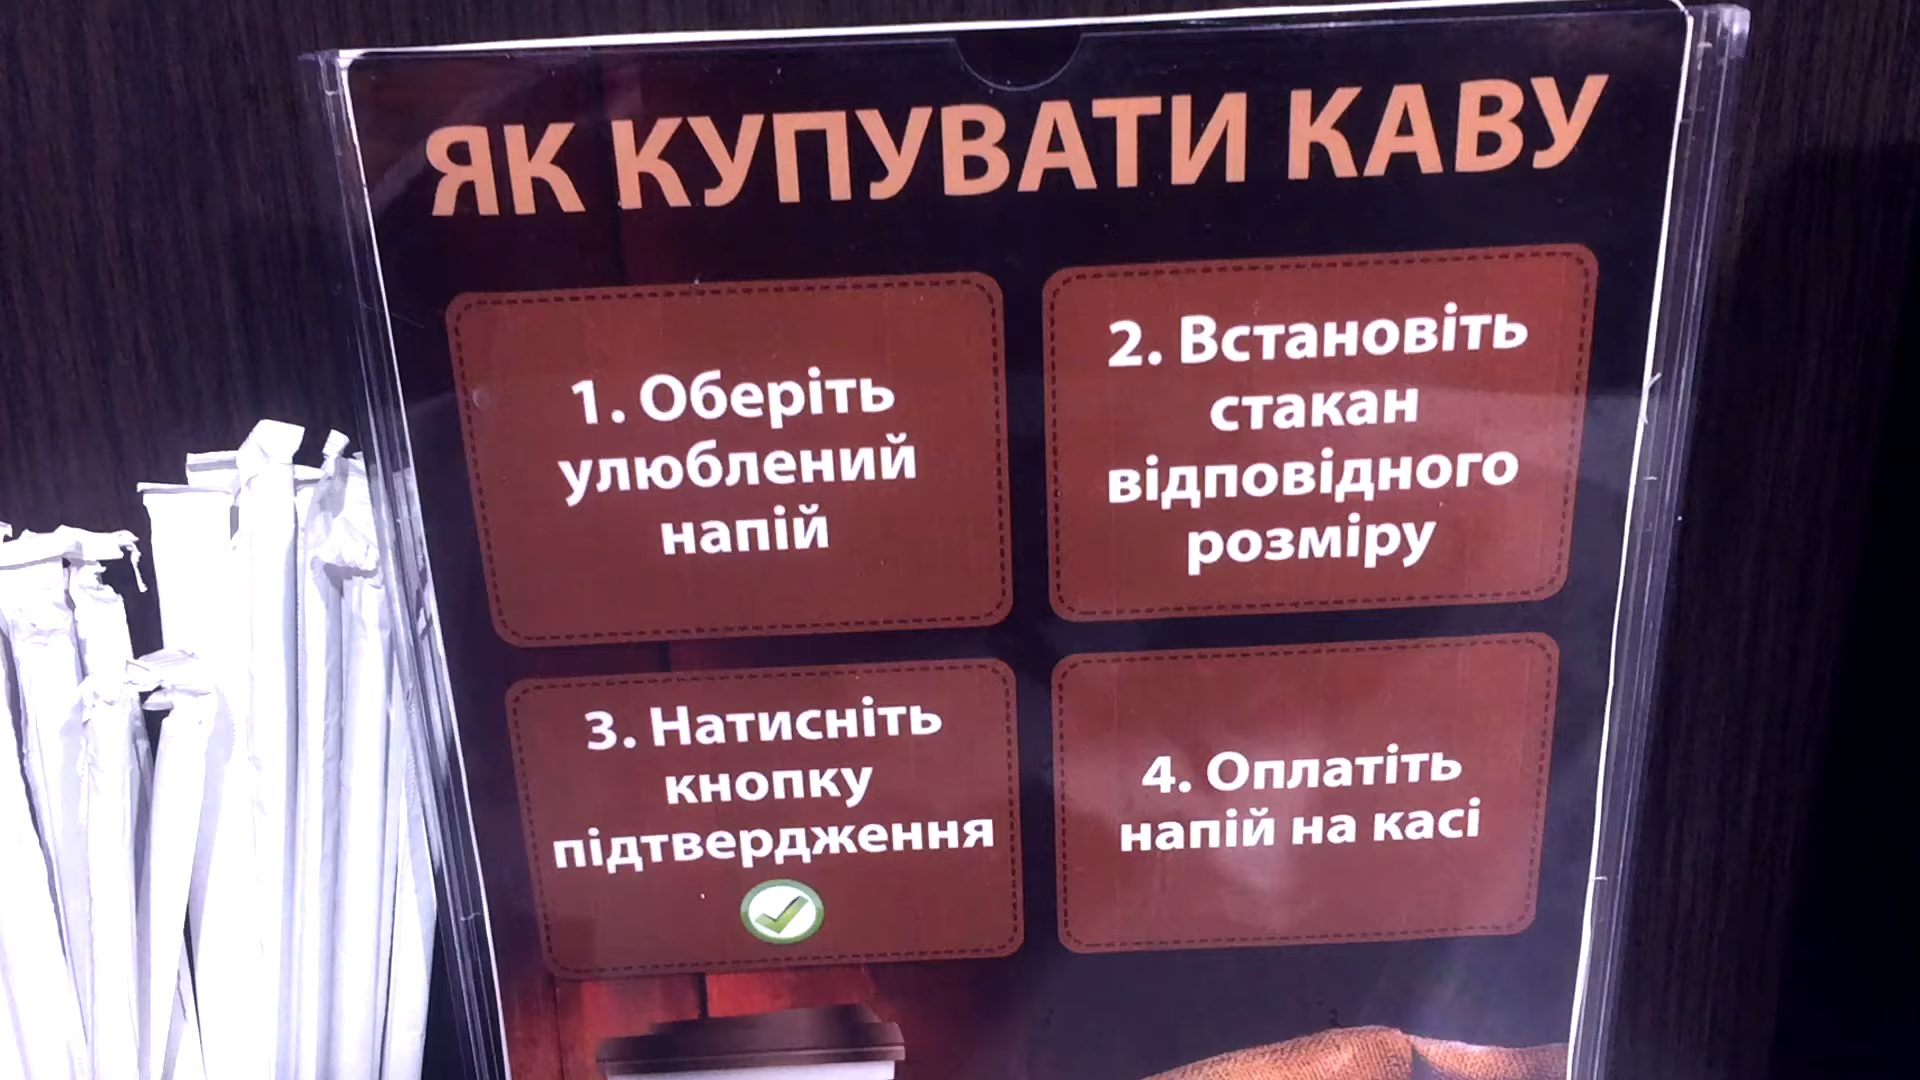 ЯК КУПУВАТИ КАВУ
1. Оберіть
улюблений
напій
2. Встановіть
стакан
відповідного
розміру
3. Натисніть
кнопку
підтвердження
4. Оплатіть
напій на касі